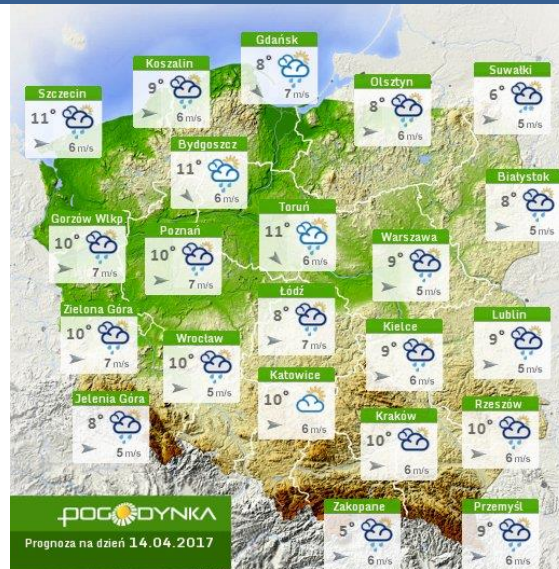 Gdańsk
8°
7 m/s
Koszalin
9°
6 m/s
Suwałki
6°
5 m/s
Olsztyn
8°
6 m/s
Szczecin
11°
6 m/s
Bydgoszcz
11°
6 m/s
Białystok
8°
5 m/s
Toruń
11°
6 m/s
Gorzów Wlkp
10°
7 m/s
Poznań
10°
7 m/s
Warszawa
9°
5 m/s
Łódź
8°
7 m/s
Zielona Góra
10°
7 m/s
Lublin
9°
5 m/s
Kielce
9°
6 m/s
Wrocław
10°
5 m/s
Katowice
10°
6 m/s
Jelenia Góra
8°
5 m/s
Rzeszów
10°
6 m/s
Kraków
10°
6 m/s
Zakopane
5°
6 m/s
Przemyśl
9°
6 m/s
POGODYNKA
Prognoza na dzień 14.04.2017